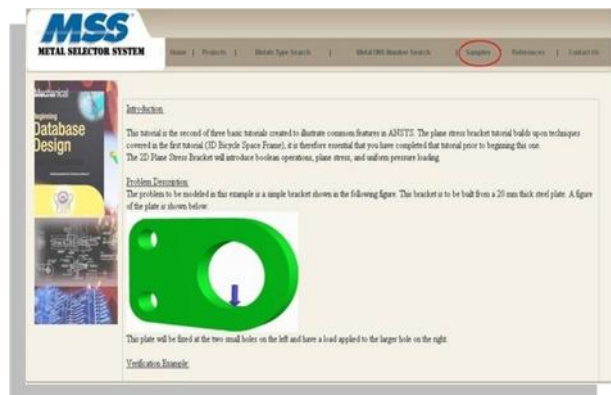 MSS
METAL SELECTOR SYSTEM
Home | Projects | Metals Type Search | Metal UNS Number Search | Samples References | Contact Us
Mechanical
Beginning
Database
Design
Introduction:
This tutorial is the second of three basic tutorials created to illustrate common features in ANSYS. The plane stress bracket tutorial builds upon techniques
covered in the first tutorial (3D Bicycle Space Frame), it is therefore essential that you have completed that tutorial prior to beginning this one.
The 2D Plane Stress Bracket will introduce boolean operations, plane stress, and uniform pressure loading.
Problem Description:
The problem to be modeled in this example is a simple bracket shown in the following figure. This bracket is to be built from a 20 mm thick steel plate. A figure
of the plate is shown below.
This plate will be fixed at the two small holes on the left and have a load applied to the larger hole on the right.
Verification Example: